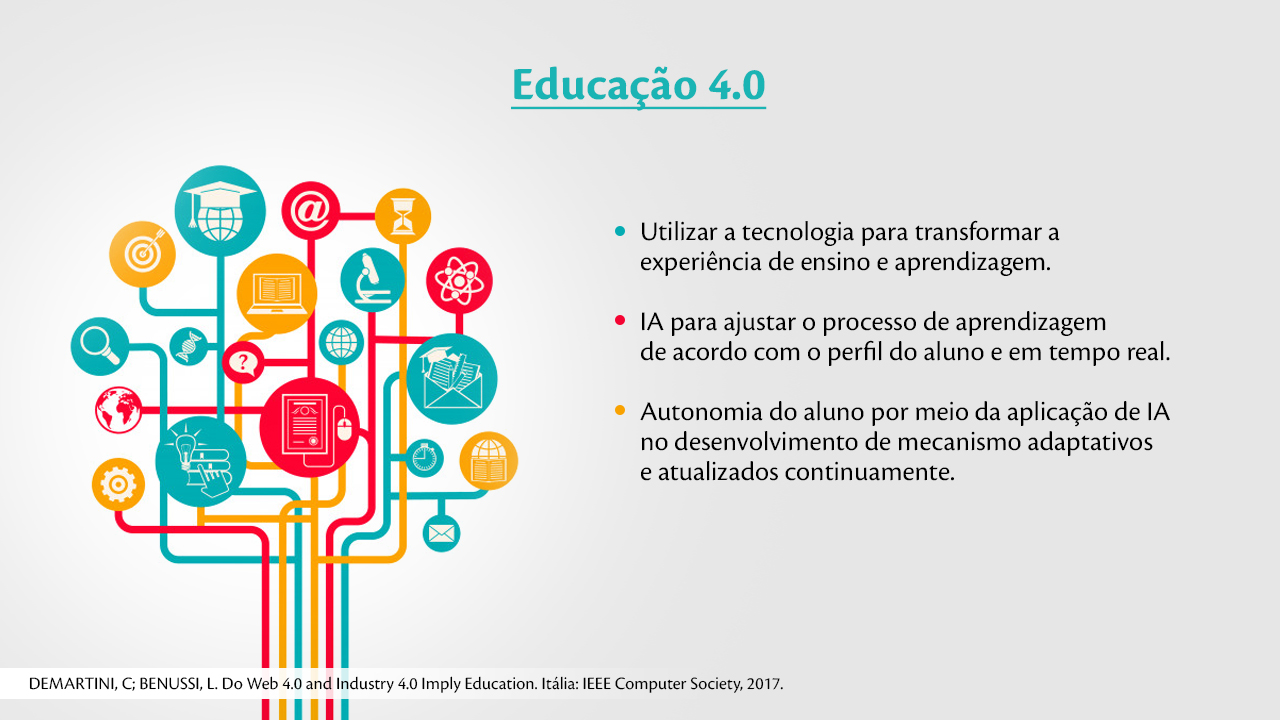 Educação 4.0
@
?
Utilizar a tecnologia para transformar a
experiência de ensino e aprendizagem.
IA para ajustar o processo de aprendizagem
de acordo com o perfil do aluno e em tempo real.
Autonomia do aluno por meio da aplicação de IA
no desenvolvimento de mecanismo adaptativos
e atualizados continuamente.
DEMARTINI, C; BENUSSI, L. Do Web 4.0 and Industry 4.0 Imply Education. Itália: IEEE Computer Society, 2017.